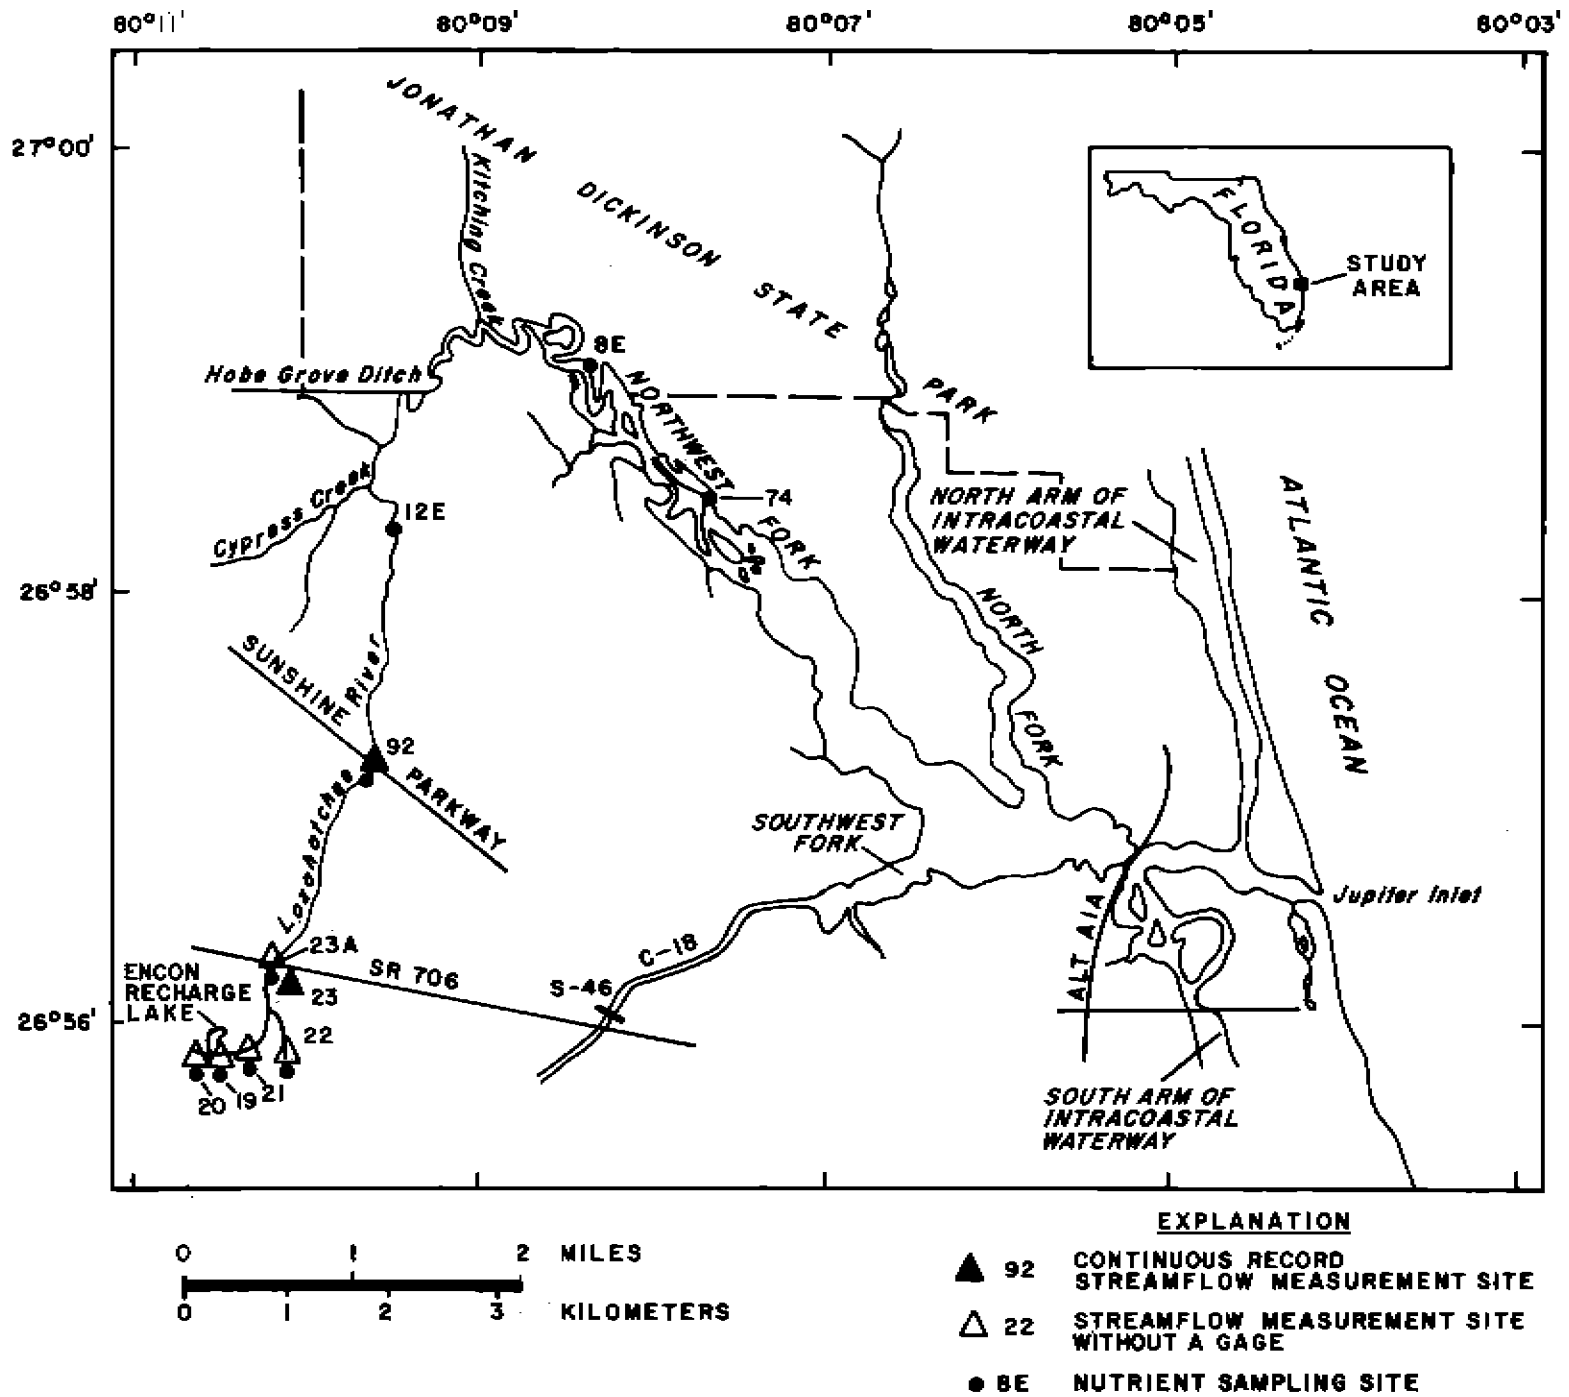 80°11' 80°09' 80°07' 80°05' 80°03'
27°00'
26°58'
26°56'
JONATHAN DICKINSON STATE PARK
Kitching Creek
FLORIDA
STUDY
AREA
8E
Hobe Grove Ditch
NORTHWEST FORK
74
NORTH ARM OF
INTRACOASTAL
WATERWAY
ATLANTIC OCEAN
Cypress Creek
12E
NORTH FORK
SUNSHINE PARKWAY
Loxahatchee River
92
SOUTHWEST
FORK
Jupiter Inlet
ALT A1A
23A
SR 706
C-18
S-46
ENCON
RECHARGE
LAKE
23
22
20 19 21
SOUTH ARM OF
INTRACOASTAL
WATERWAY
0 1 2 MILES
0 1 2 3 KILOMETERS
EXPLANATION
92 CONTINUOUS RECORD
STREAMFLOW MEASUREMENT SITE
22 STREAMFLOW MEASUREMENT SITE
WITHOUT A GAGE
8E NUTRIENT SAMPLING SITE